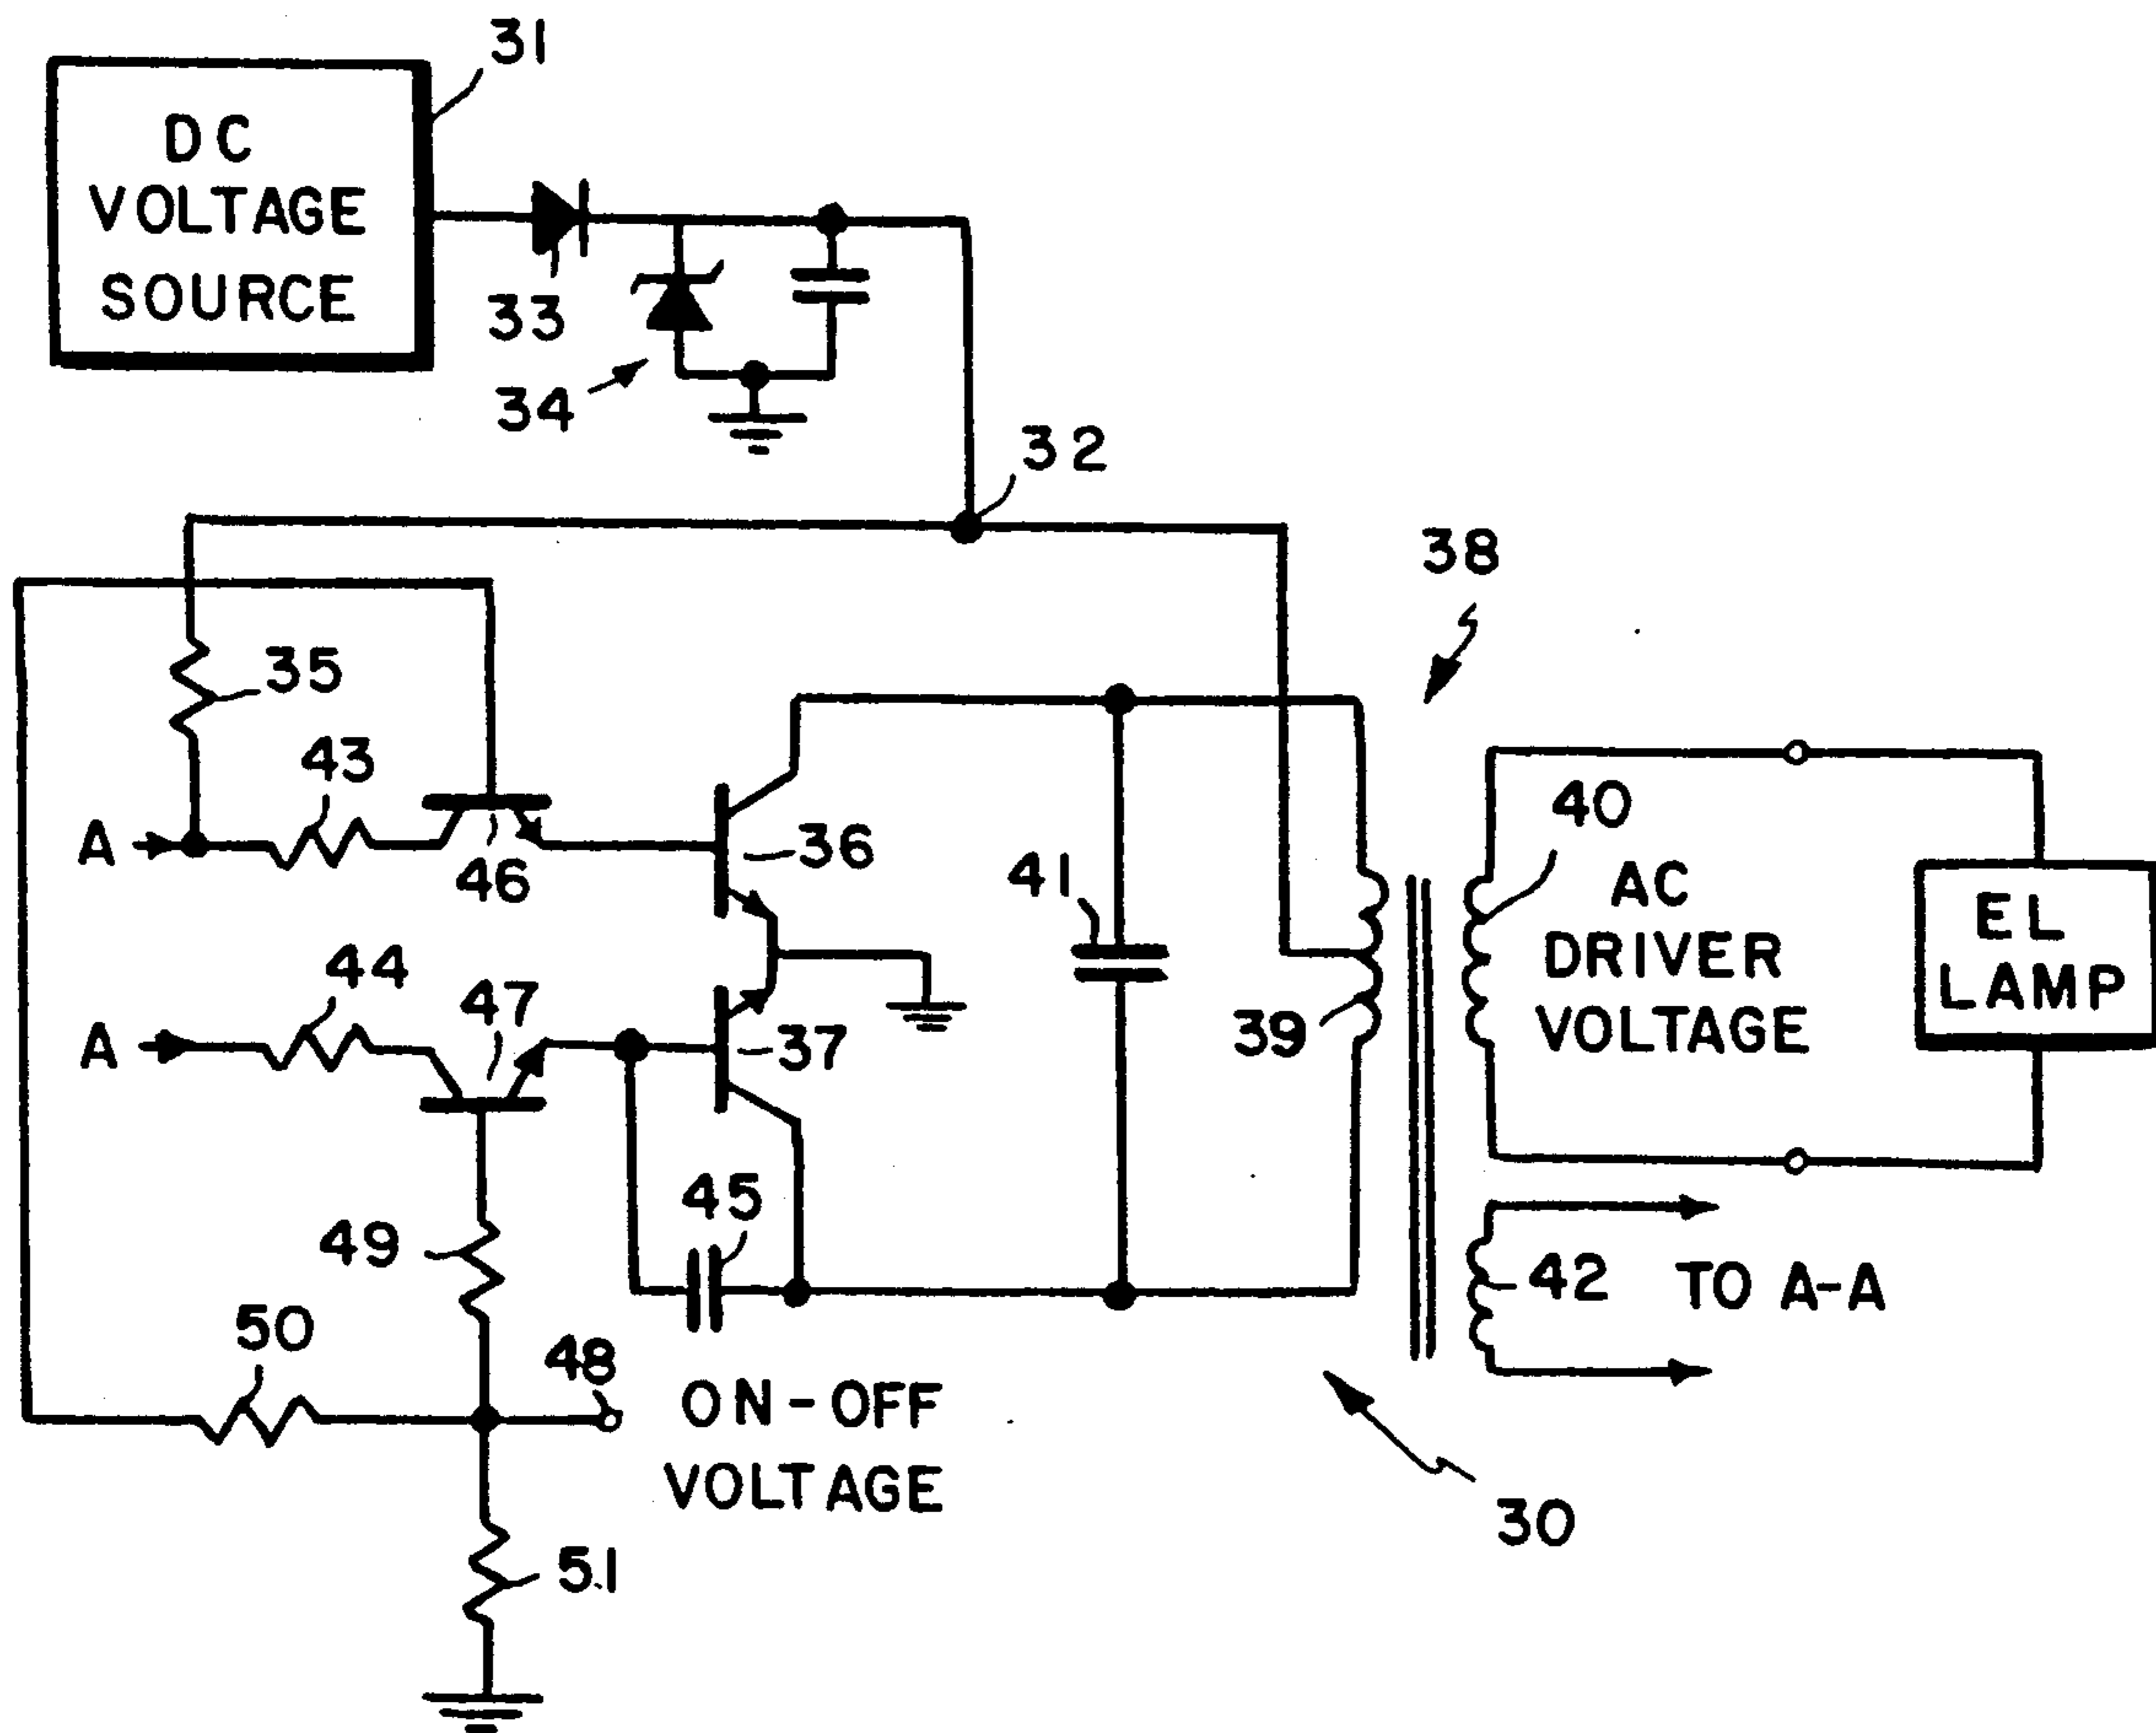 31
DC
VOLTAGE
SOURCE
33
34
32
38
35
43
A
46
36
41
40
AC
DRIVER
VOLTAGE
EL
LAMP
44
A
47
37
39
45
49
42
TO A-A
50
48
ON-OFF
VOLTAGE
30
51